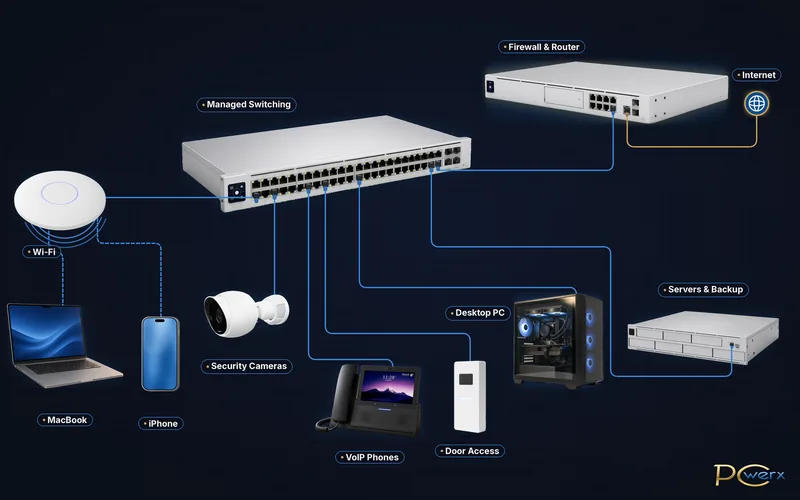 Firewall & Router
Internet
Managed Switching
Wi-Fi
Servers & Backup
Desktop PC
Security Cameras
MacBook
iPhone
VoIP Phones
Door Access
PCwerx